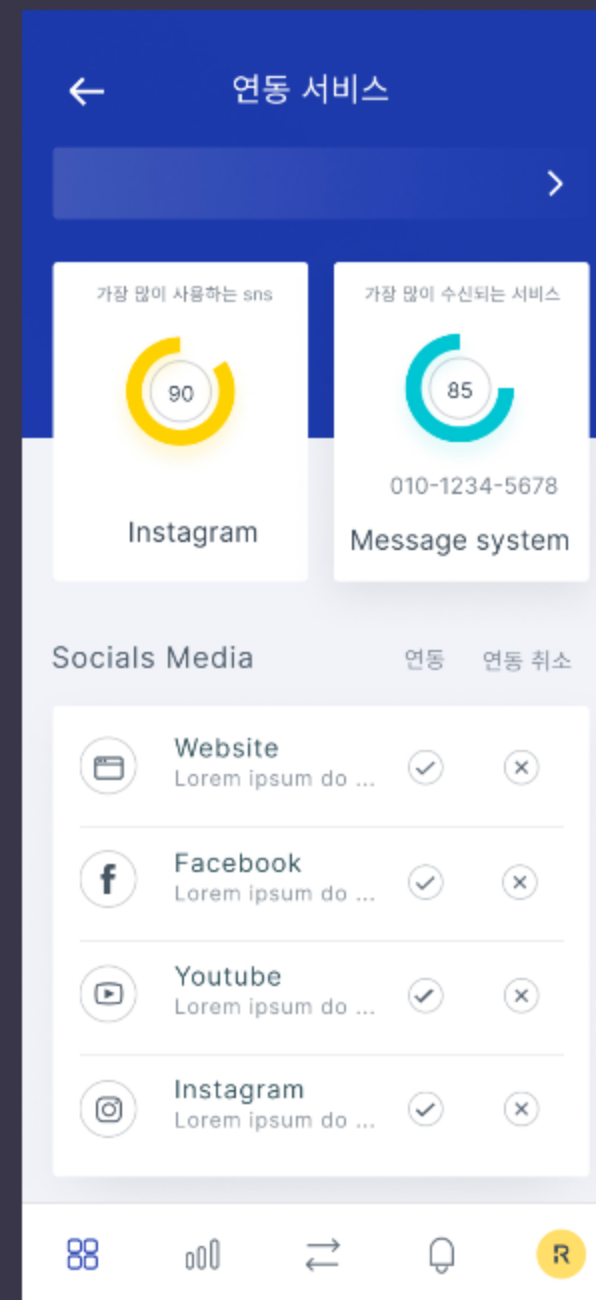 연동 서비스
가장 많이 사용하는 sns
90
Instagram
가장 많이 수신되는 서비스
85
010-1234-5678
Message system
Socials Media 연동 연동 취소
Website
Lorem ipsum do ...
Facebook
Lorem ipsum do ...
Youtube
Lorem ipsum do ...
Instagram
Lorem ipsum do ...
R